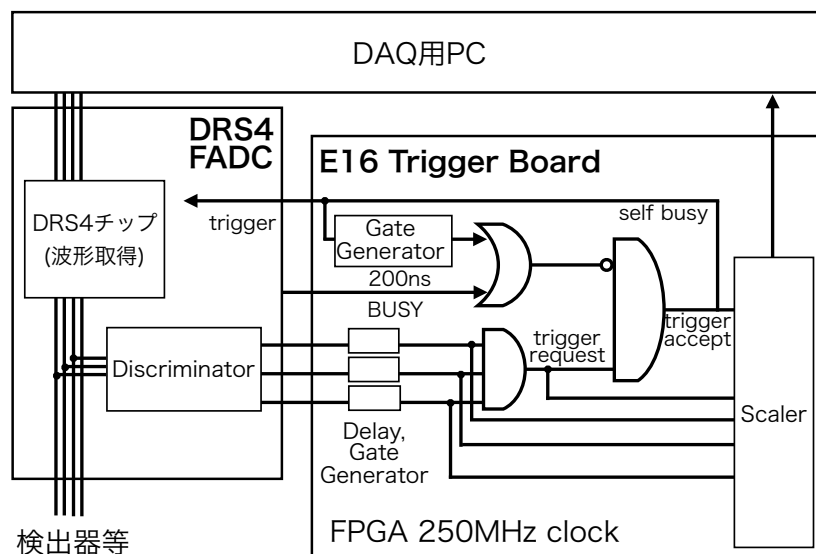 DAQ用PC
DRS4
FADC
E16 Trigger Board
DRS4チップ
(波形取得)
trigger
Gate
Generator
self busy
200ns
BUSY
trigger
accept
trigger
request
Discriminator
Scaler
Delay,
Gate
Generator
検出器等
FPGA 250MHz clock